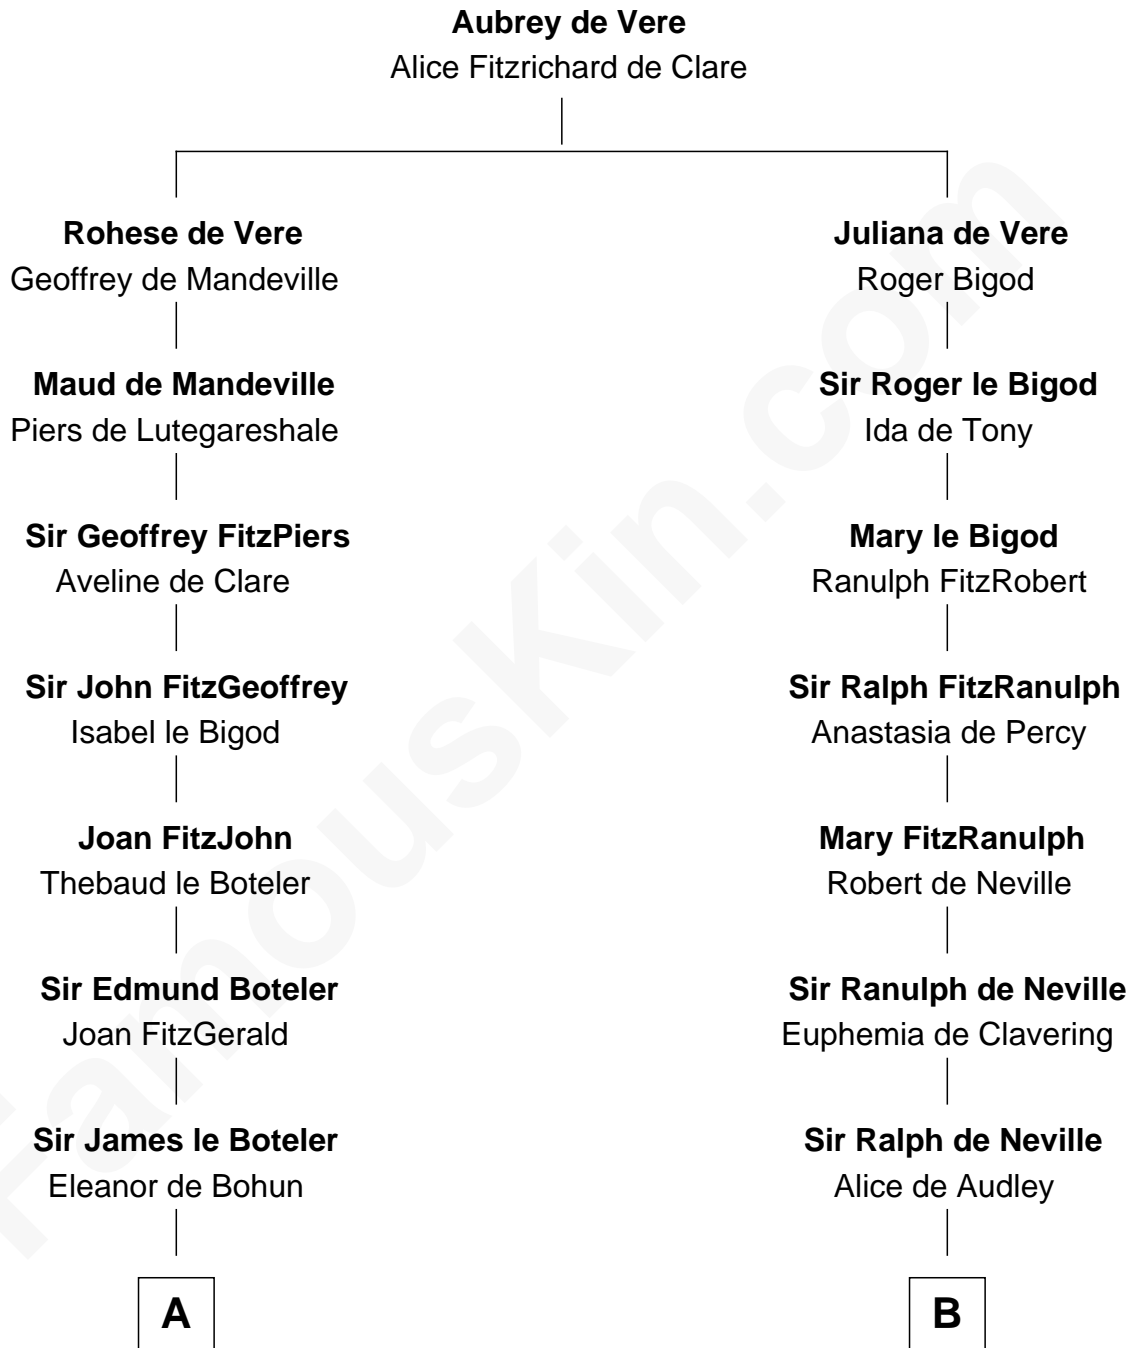 Aubrey de Vere
Alice Fitzrichard de Clare
Rohese de Vere
Geoffrey de Mandeville
Juliana de Vere
Roger Bigod
Maud de Mandeville
Piers de Lutegareshale
Sir Roger le Bigod
Ida de Tony
Sir Geoffrey FitzPiers
Aveline de Clare
Mary le Bigod
Ranulph FitzRobert
Sir John FitzGeoffrey
Isabel le Bigod
Sir Ralph FitzRanulph
Anastasia de Percy
Joan FitzJohn
Thebaud le Boteler
Mary FitzRanulph
Robert de Neville
Sir Edmund Boteler
Joan FitzGerald
Sir Ranulph de Neville
Euphemia de Clavering
Sir James le Boteler
Eleanor de Bohun
Sir Ralph de Neville
Alice de Audley
A
B
FamousKin.com